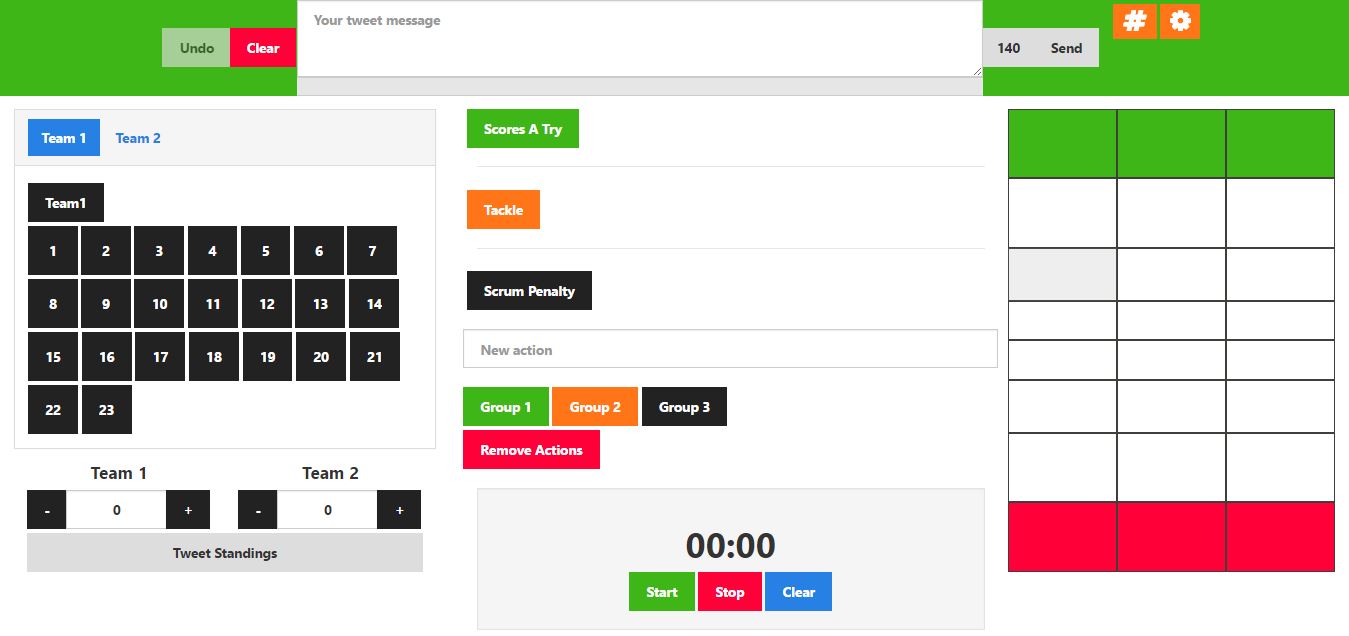 Your tweet message
Undo Clear 140 Send #
Team 1 Team 2
Team1
1 2 3 4 5 6 7
8 9 10 11 12 13 14
15 16 17 18 19 20 21
22 23
Team 1 Team 2
- 0 + - 0 +
Tweet Standings
Scores A Try
Tackle
Scrum Penalty
New action
Group 1 Group 2 Group 3
Remove Actions
00:00
Start Stop Clear